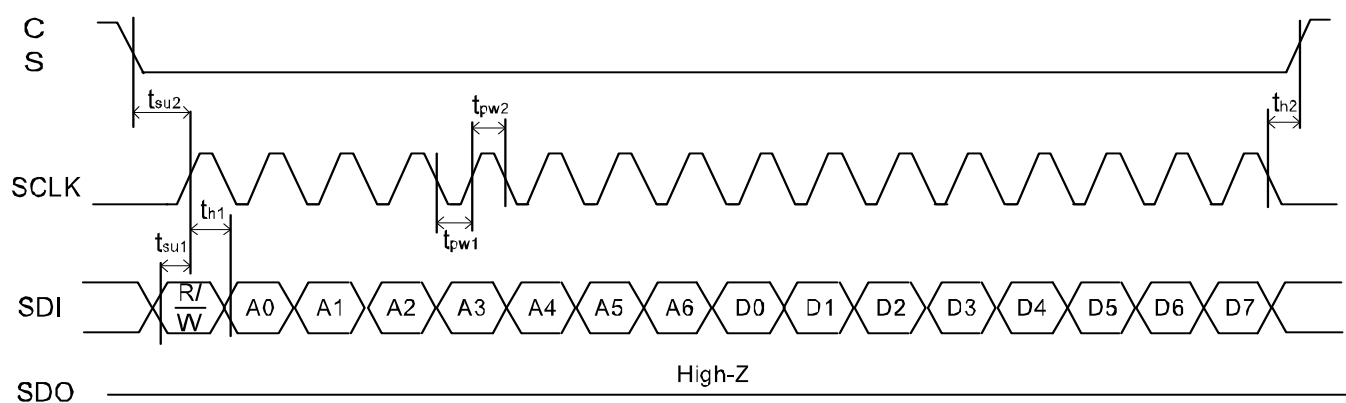 C
S
tsu2
tpw2
th2
SCLK
th1
tpw1
tsu1
SDI
R/
W
A0 A1 A2 A3 A4 A5 A6 D0 D1 D2 D3 D4 D5 D6 D7
High-Z
SDO